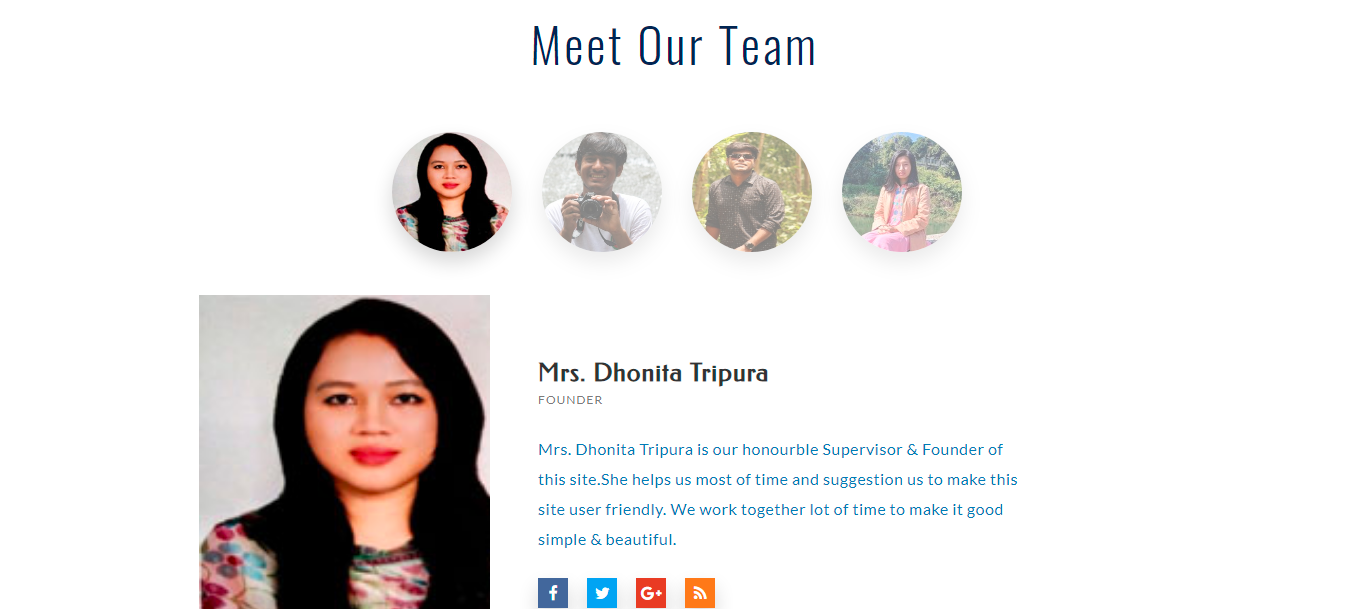 Meet Our Team
Mrs. Dhonita Tripura
FOUNDER
Mrs. Dhonita Tripura is our honourble Supervisor & Founder of
this site.She helps us most of time and suggestion us to make this
site user friendly. We work together lot of time to make it good
simple & beautiful.